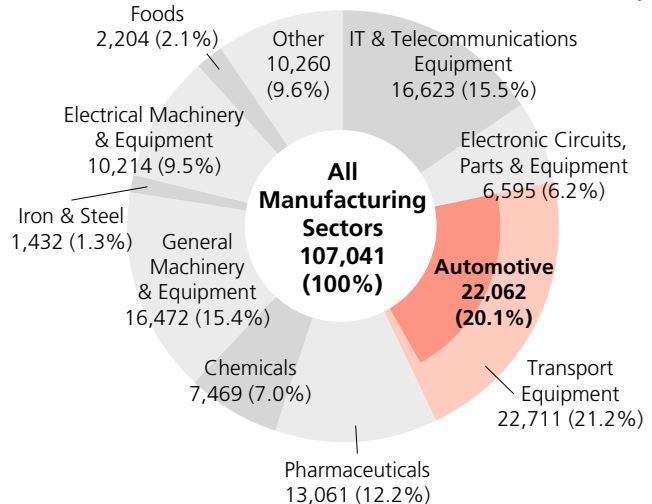 Foods
2,204 (2.1%)
Other
10,260
(9.6%)
IT & Telecommunications
Equipment
16,623 (15.5%)
Electrical Machinery
& Equipment
10,214 (9.5%)
Electronic Circuits,
Parts & Equipment
6,595 (6.2%)
All
Manufacturing
Sectors
107,041
(100%)
Iron & Steel
1,432 (1.3%)
General
Machinery
& Equipment
16,472 (15.4%)
Automotive
22,062
(20.1%)
Chemicals
7,469 (7.0%)
Transport
Equipment
22,711 (21.2%)
Pharmaceuticals
13,061 (12.2%)